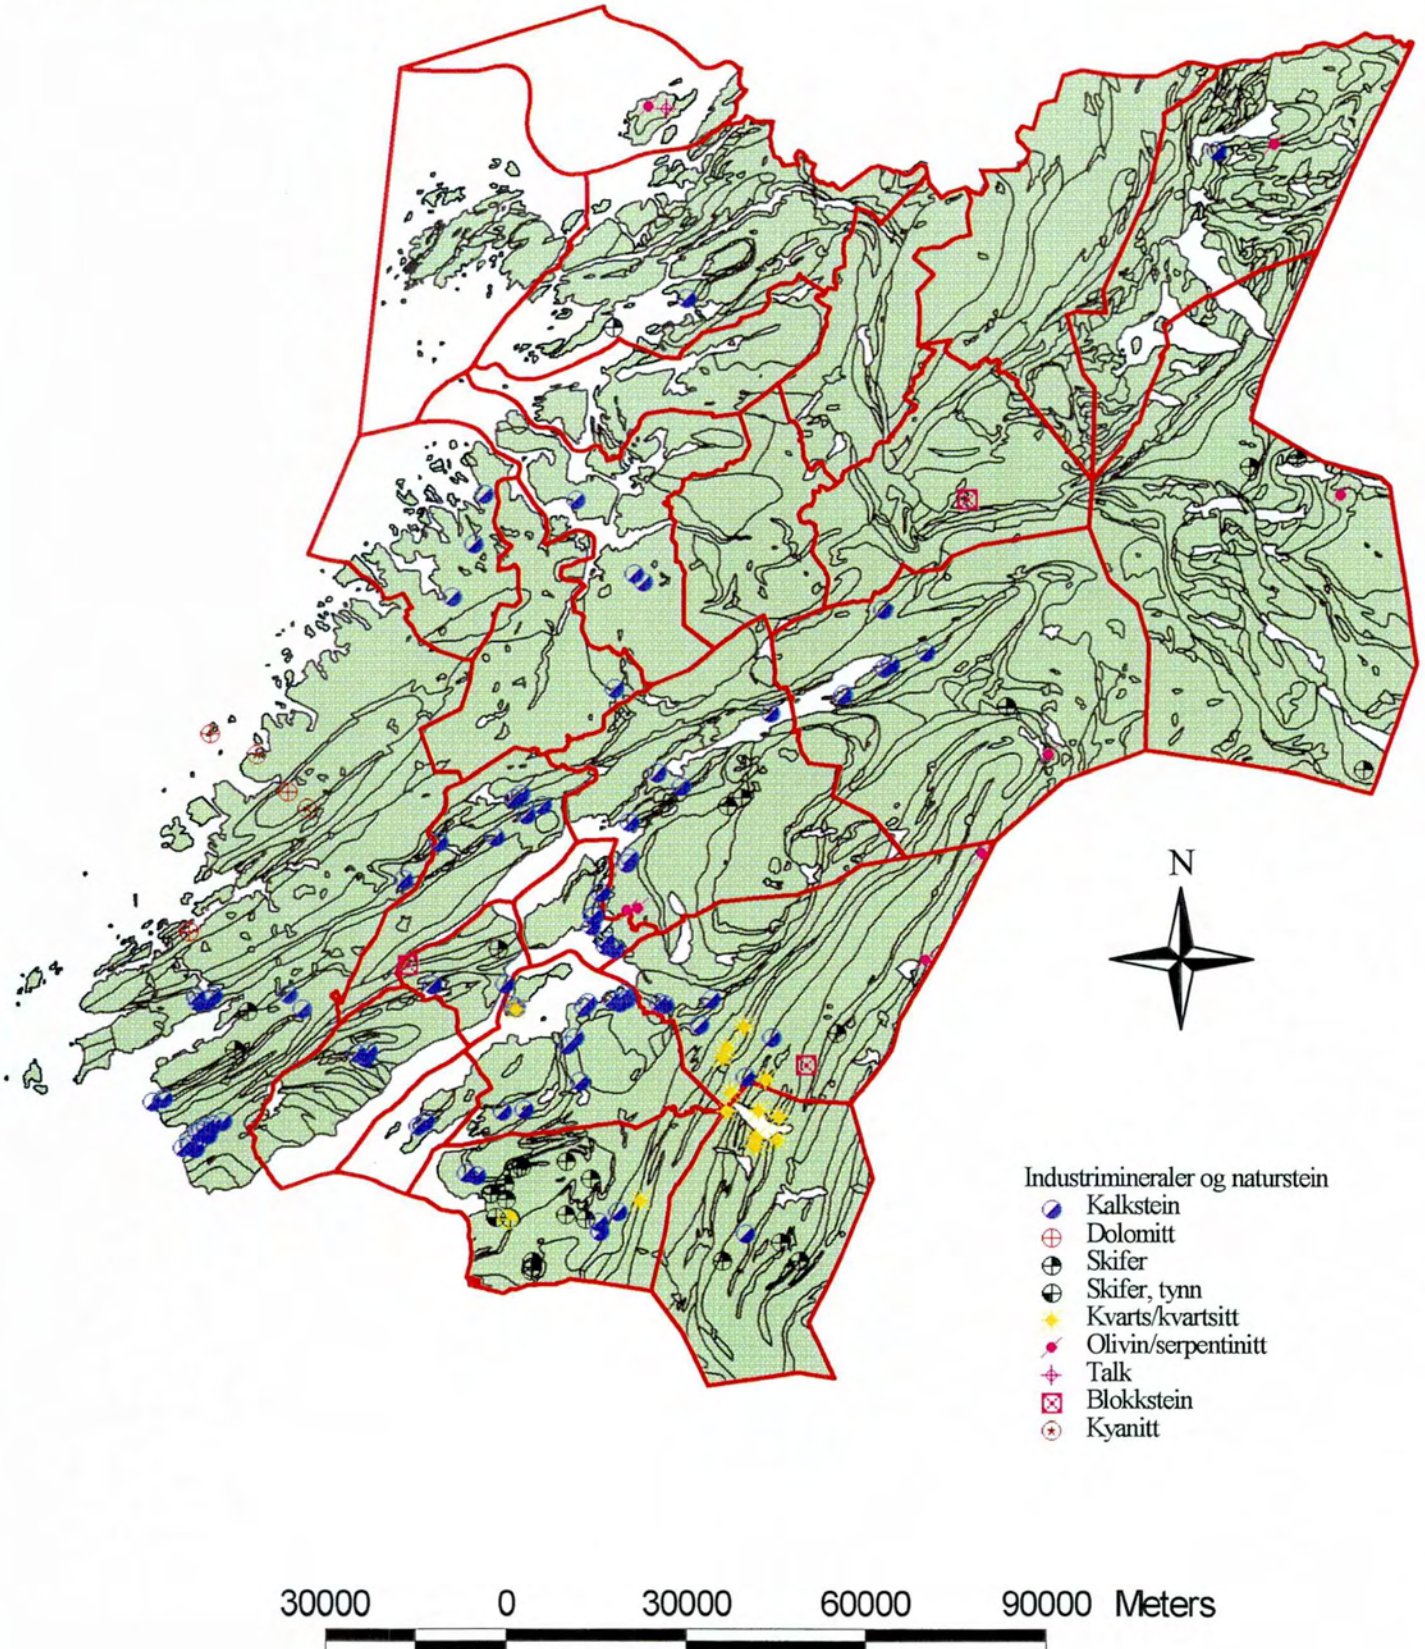 N
Industrimineraler og naturstein
Kalkstein
Dolomitt
Skifer
Skifer, tynn
Kvarts/kvartsitt
Olivin/serpentinitt
Talk
Blokkstein
Kyanitt
30000 0 30000 60000 90000 Meters